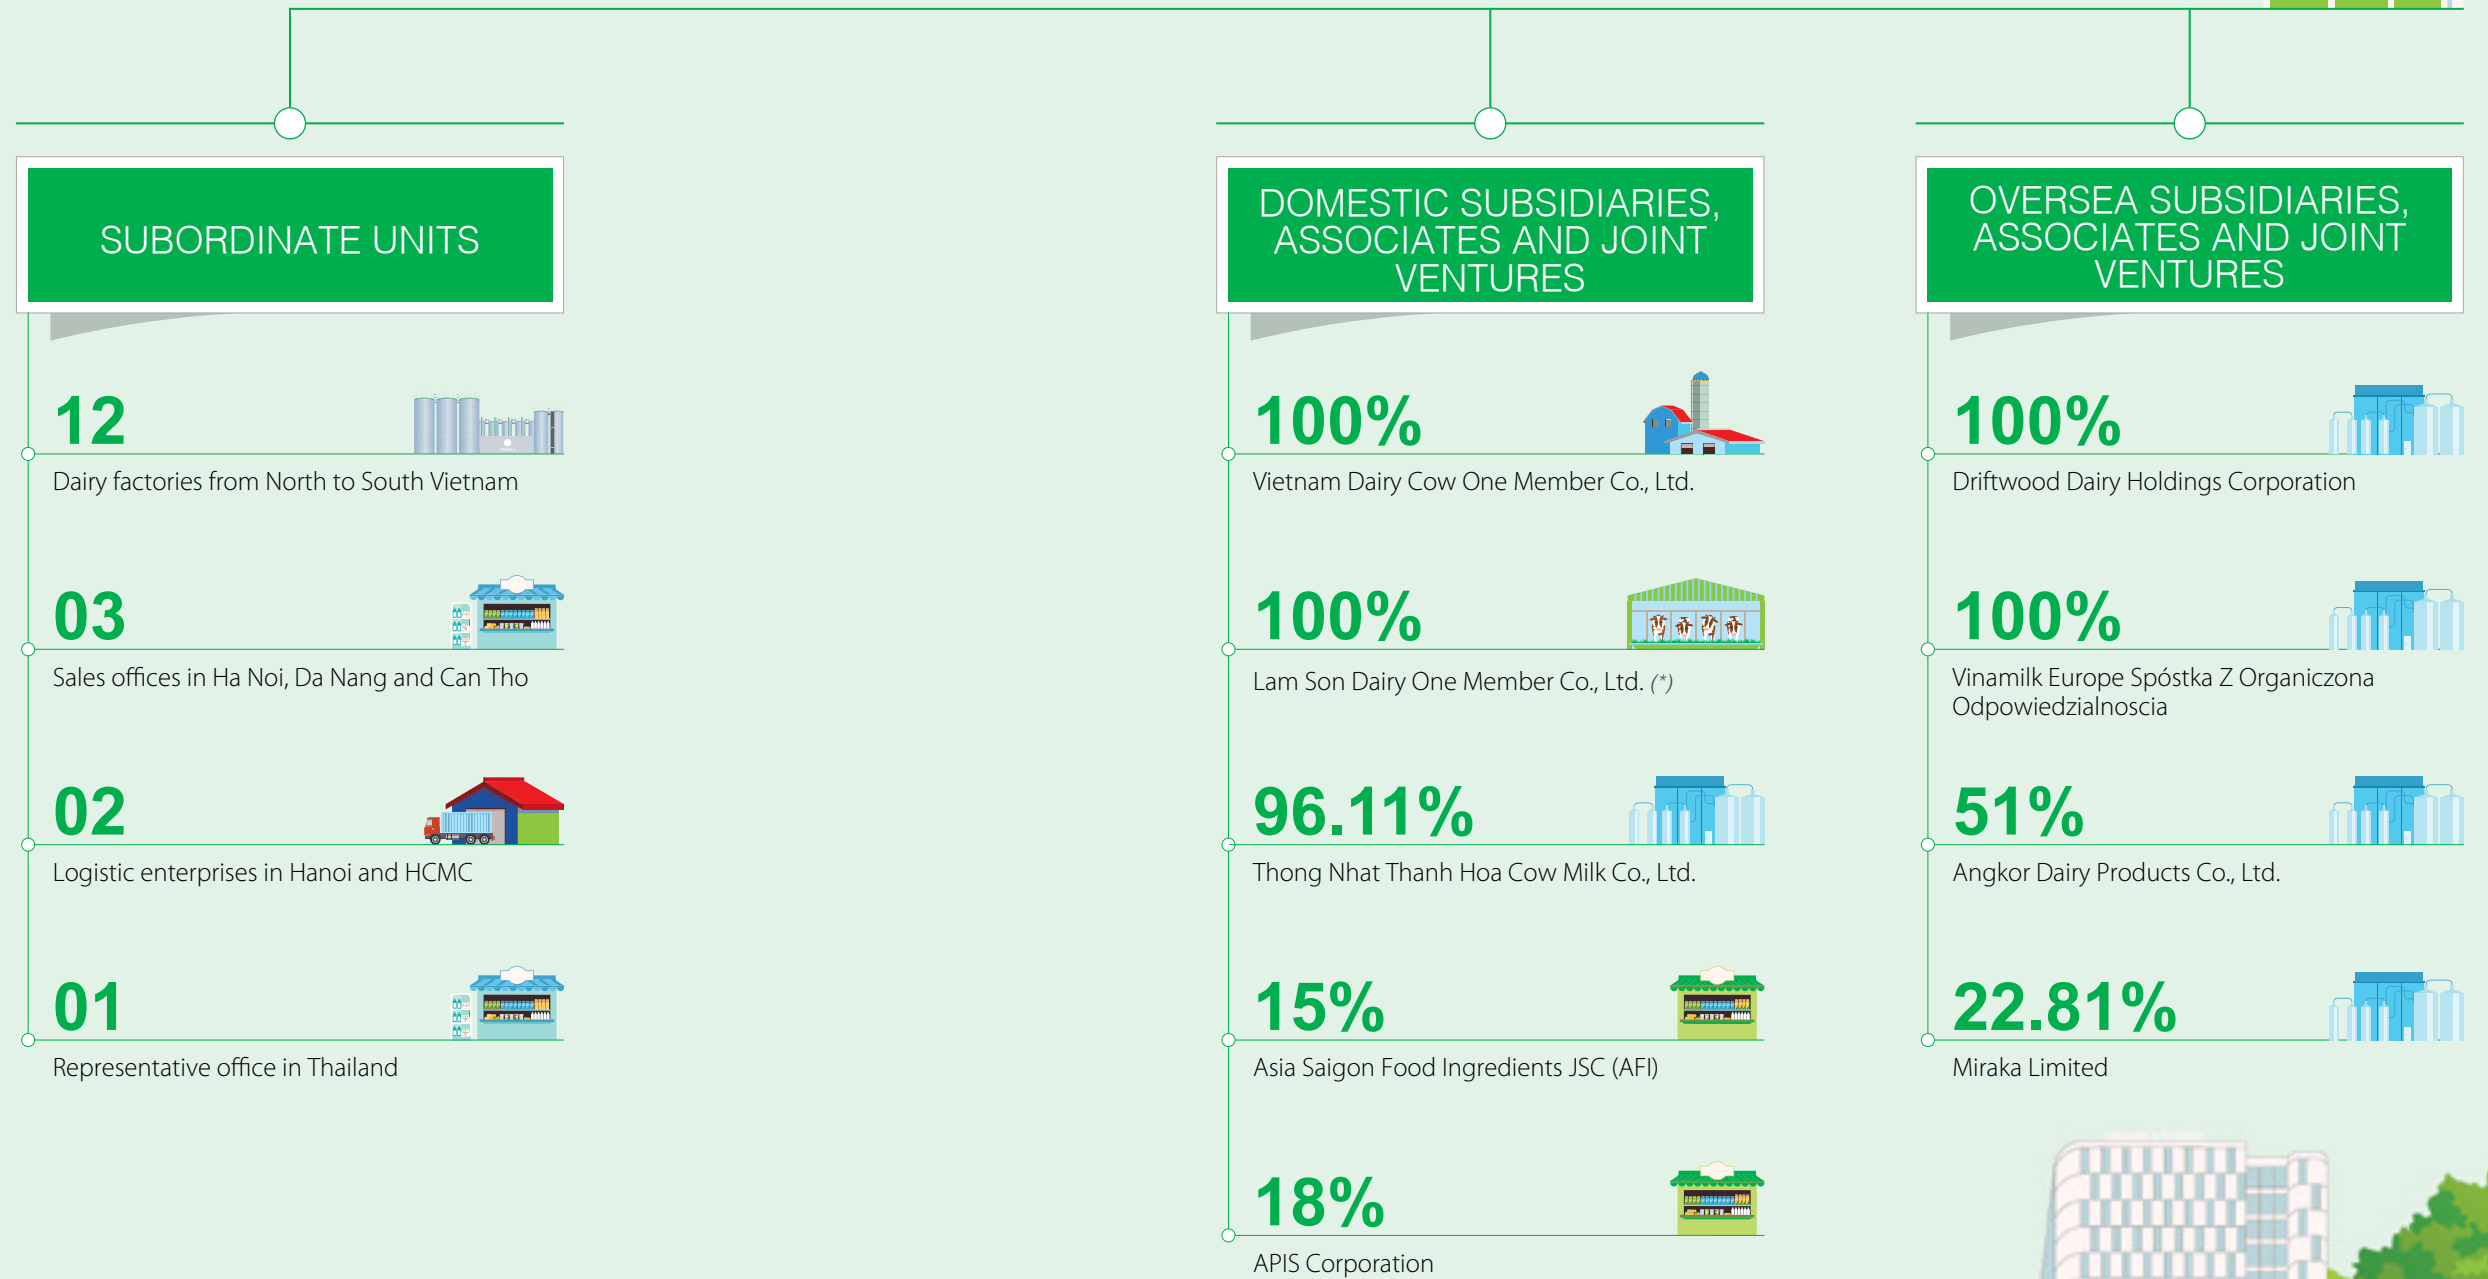 SUBORDINATE UNITS
12
Dairy factories from North to South Vietnam
03
Sales offices in Ha Noi, Da Nang and Can Tho
02
Logistic enterprises in Hanoi and HCMC
01
Representative office in Thailand
DOMESTIC SUBSIDIARIES,
ASSOCIATES AND JOINT
VENTURES
100%
Vietnam Dairy Cow One Member Co., Ltd.
100%
Lam Son Dairy One Member Co., Ltd. (*)
96.11%
Thong Nhat Thanh Hoa Cow Milk Co., Ltd.
15%
Asia Saigon Food Ingredients JSC (AFI)
18%
APIS Corporation
OVERSEA SUBSIDIARIES,
ASSOCIATES AND JOINT
VENTURES
100%
Driftwood Dairy Holdings Corporation
100%
Vinamilk Europe Spóstka Z Organiczona
Odpowiedzialnoscia
51%
Angkor Dairy Products Co., Ltd.
22.81%
Miraka Limited